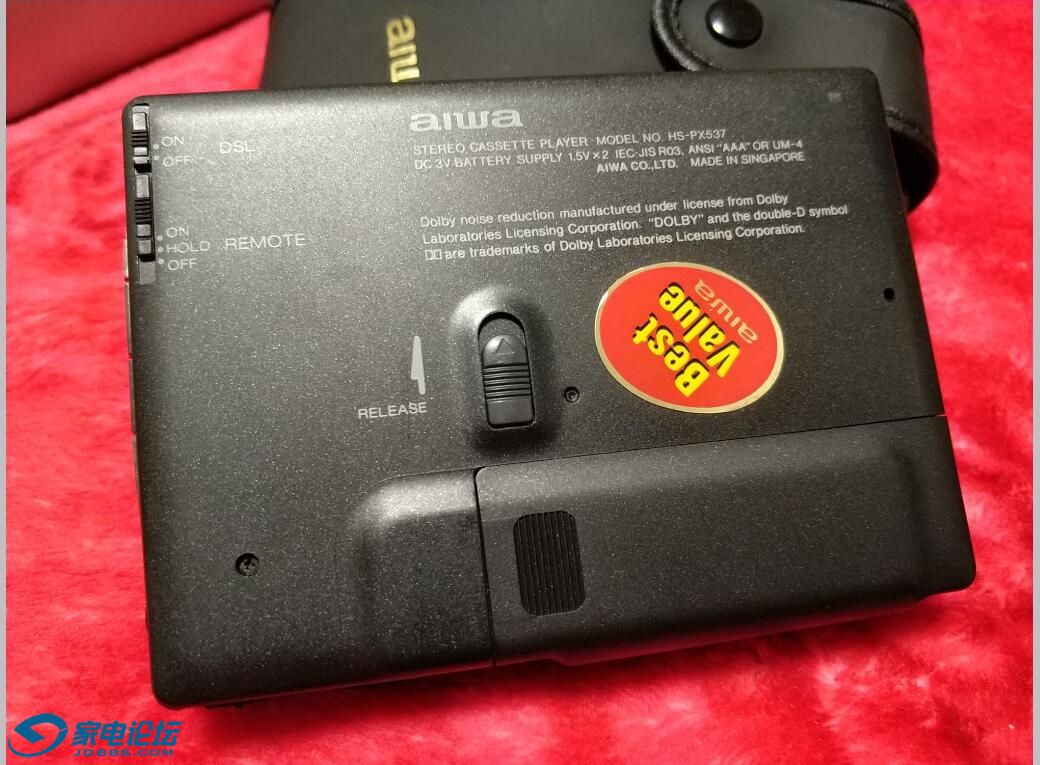 aiwa
aiwa
STEREO CASSETTE PLAYER MODEL NO. HS-PX537
DC 3V BATTERY SUPPLY 1.5V×2 IEC·JIS R03, ANSI "AAA" OR UM-4
AIWA CO.,LTD. MADE IN SINGAPORE
ON
OFF
DSL
Dolby noise reduction manufactured under license from Dolby
Laboratories Licensing Corporation. "DOLBY" and the double-D symbol
are trademarks of Dolby Laboratories Licensing Corporation.
ON
HOLD REMOTE
OFF
aiwa
Best
Value
RELEASE
家电论坛
JDBBS.COM